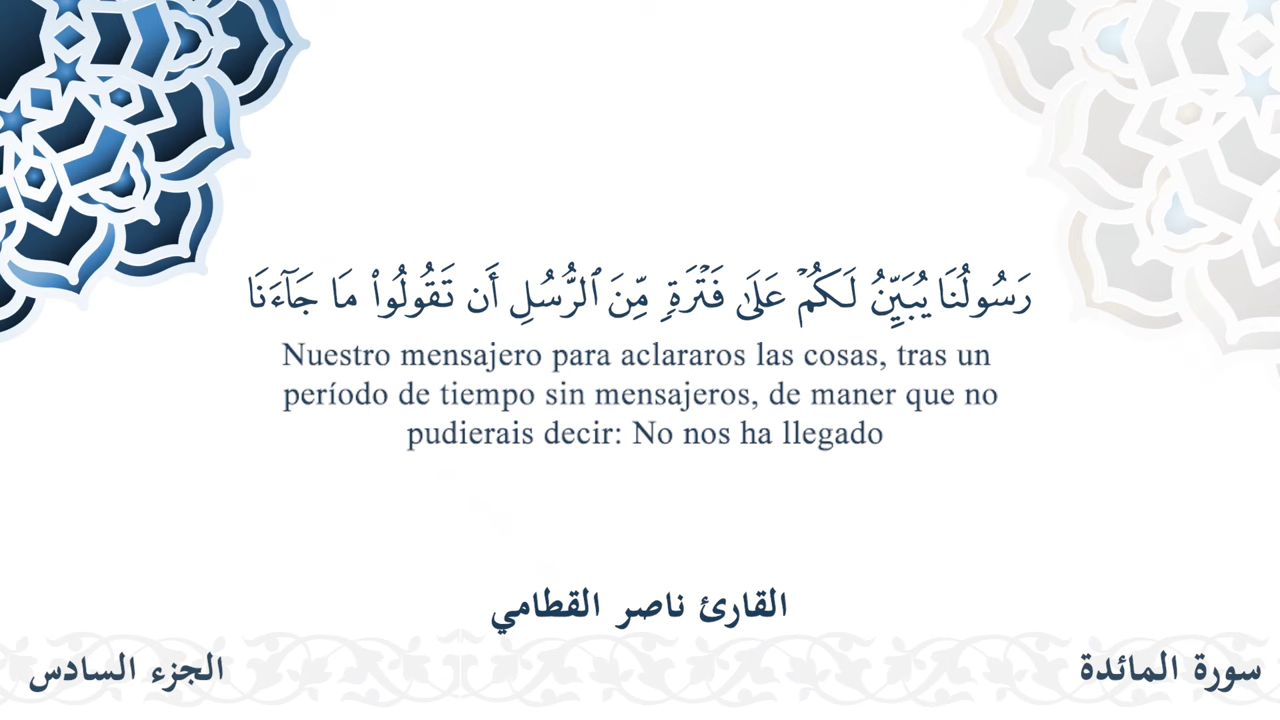 رَسُولُنَا يُبَيِّنُ لَكُمۡ عَلَىٰ فَتۡرَةٖ مِّنَ ٱلرُّسُلِ أَن تَقُولُواْ مَا جَآءَنَا
Nuestro mensajero para aclararos las cosas, tras un
período de tiempo sin mensajeros, de maner que no
pudierais decir: No nos ha llegado
القارئ ناصر القطامي
سورة المائدة
الجزء السادس